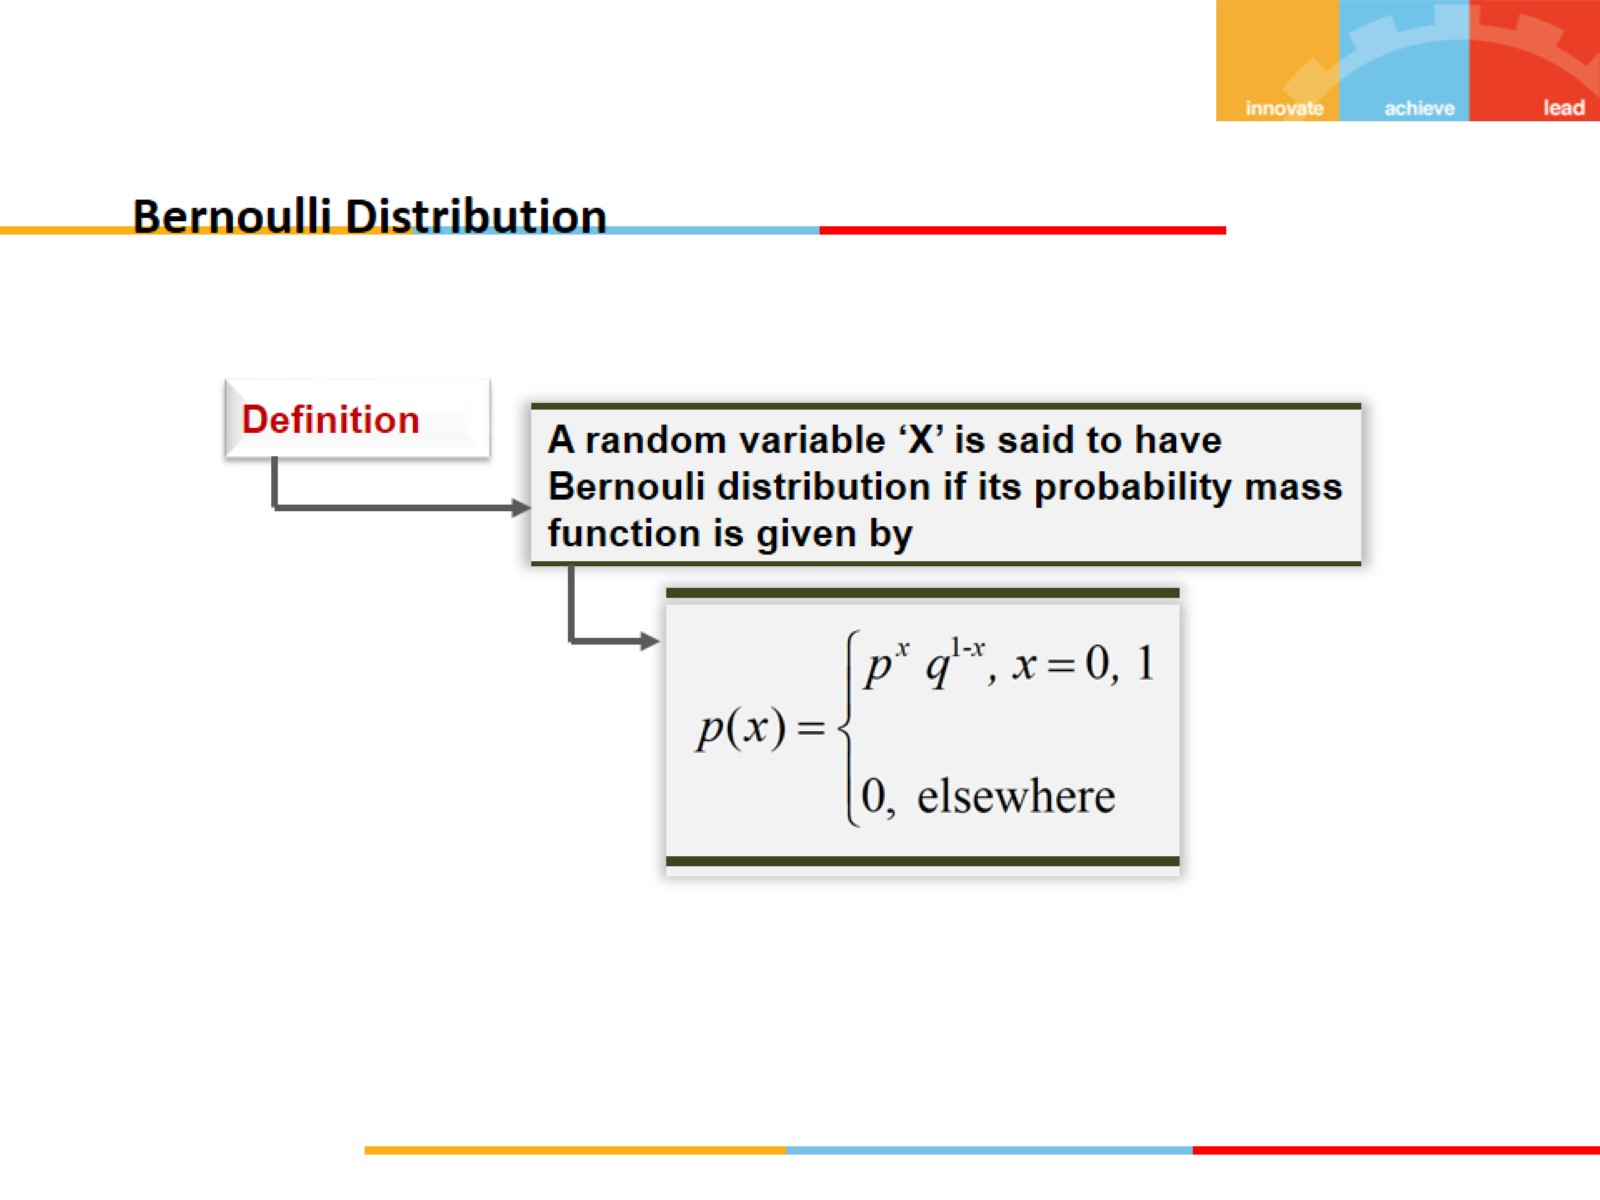 innovate achieve lead
Bernoulli Distribution
Definition
A random variable ‘X’ is said to have
Bernouli distribution if its probability mass
function is given by
p(x) = { p^x q^{1-x}, x = 0, 1
0, elsewhere